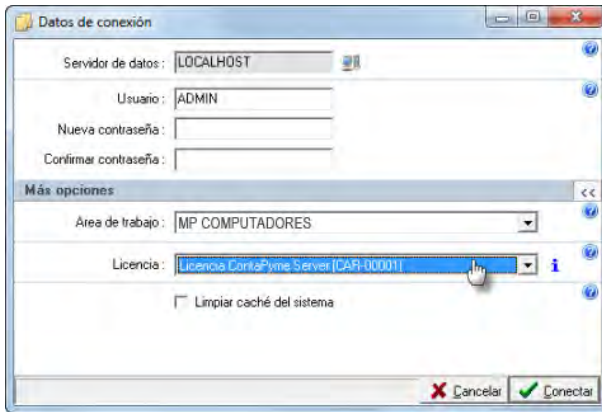 Datos de conexión
Servidor de datos : LOCALHOST
Usuario : ADMIN
Nueva contraseña :
Confirmar contraseña :
Más opciones <<
Area de trabajo : MP COMPUTADORES
Licencia : Licencia ContaPyme Server [CAR-00001]
Limpiar caché del sistema
Cancelar Conectar